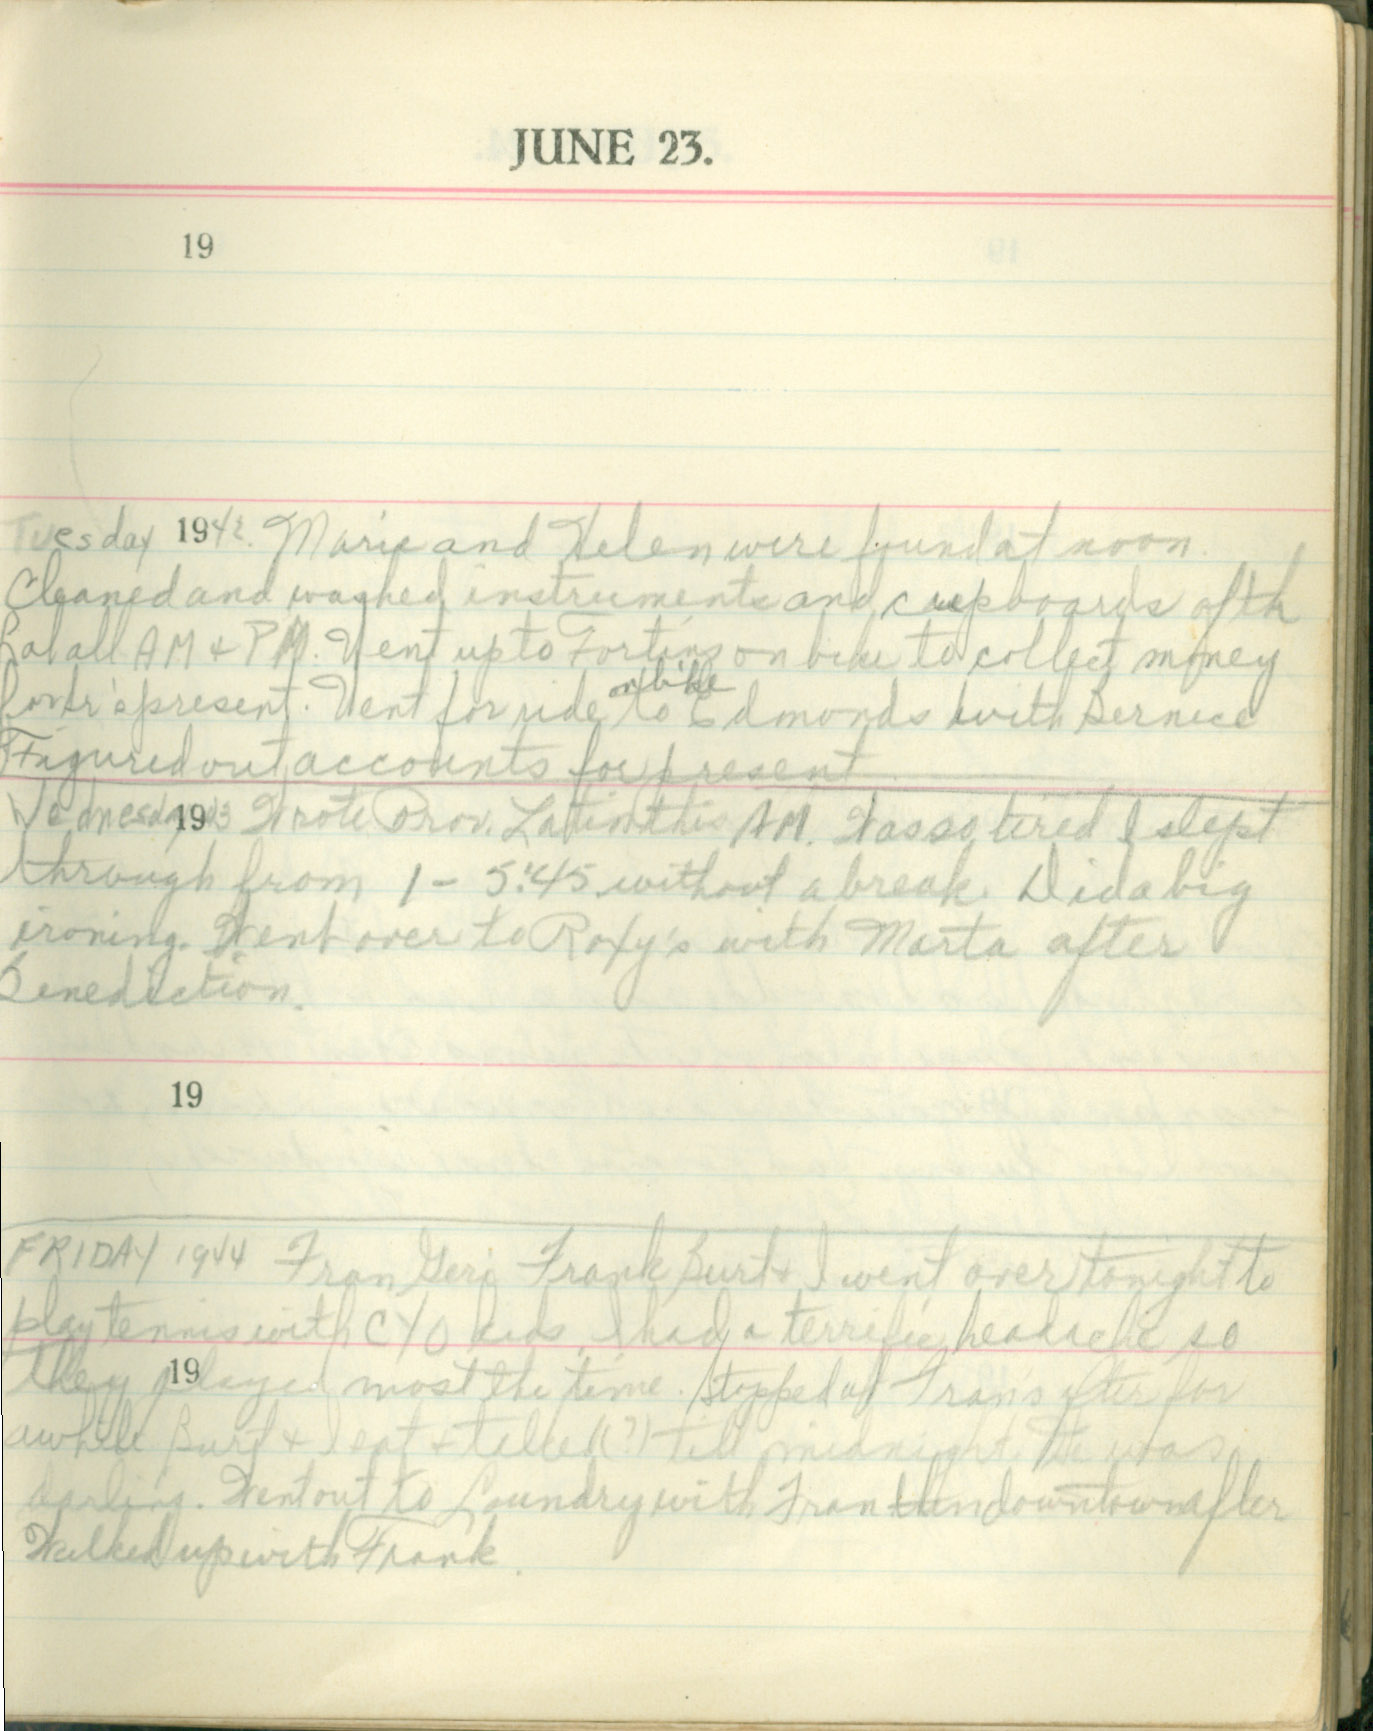 JUNE 23.
19
Tuesday 1942. Marie and Helen were found at noon.
Cleaned and washed instruments and cupboards of th
Lab all AM & PM. Went up to Fortin's on bike to collect money
for present. Went for ride on bike to Edmonds with Bernice
Figured out accounts for present
Wednesday 1943 Wrote Prov. Latin this AM. Was so tired I slept
through from 1 - 5:45 without a break. Did a big
ironing. Went over to Roxy's with Marta after
Benediction.
19
FRIDAY 1944 Fran Geri Frank Burt & I went over tonight to
play tennis with CYO kids. I had a terrific headache so
they played most the time. Stopped at Fran's after for
19
awhile Burt & I eat & talked (?) till midnight. He was
darling. Went out to Laundry with Fran then downtown after
Walked up with Frank.